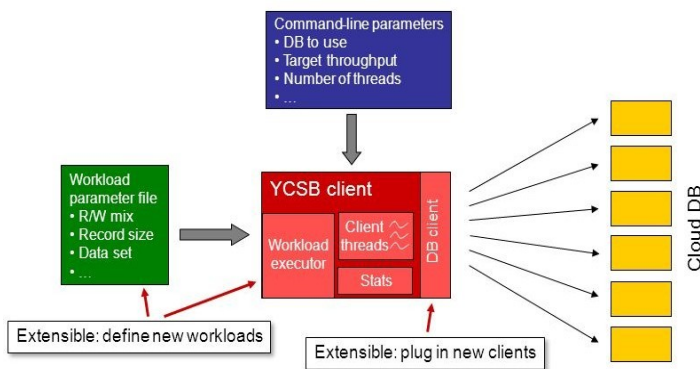 Command-line parameters
• DB to use
• Target throughput
• Number of threads
• ...
Workload
parameter file
• R/W mix
• Record size
• Data set
• ...
YCSB client
Workload
executor
Client
threads
Stats
DB client
Cloud DB
Extensible: define new workloads
Extensible: plug in new clients